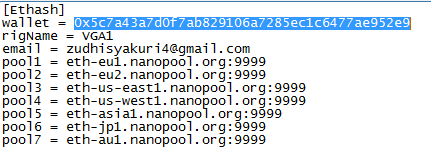 [Ethash]
wallet = 0x5c7a43a7d0f7ab829106a7285ec1c6477ae952e9
rigName = VGA1
email = zudhisyakuri4@gmail.com
pool1 = eth-eu1.nanopool.org:9999
pool2 = eth-eu2.nanopool.org:9999
pool3 = eth-us-east1.nanopool.org:9999
pool4 = eth-us-west1.nanopool.org:9999
pool5 = eth-asia1.nanopool.org:9999
pool6 = eth-jp1.nanopool.org:9999
pool7 = eth-au1.nanopool.org:9999